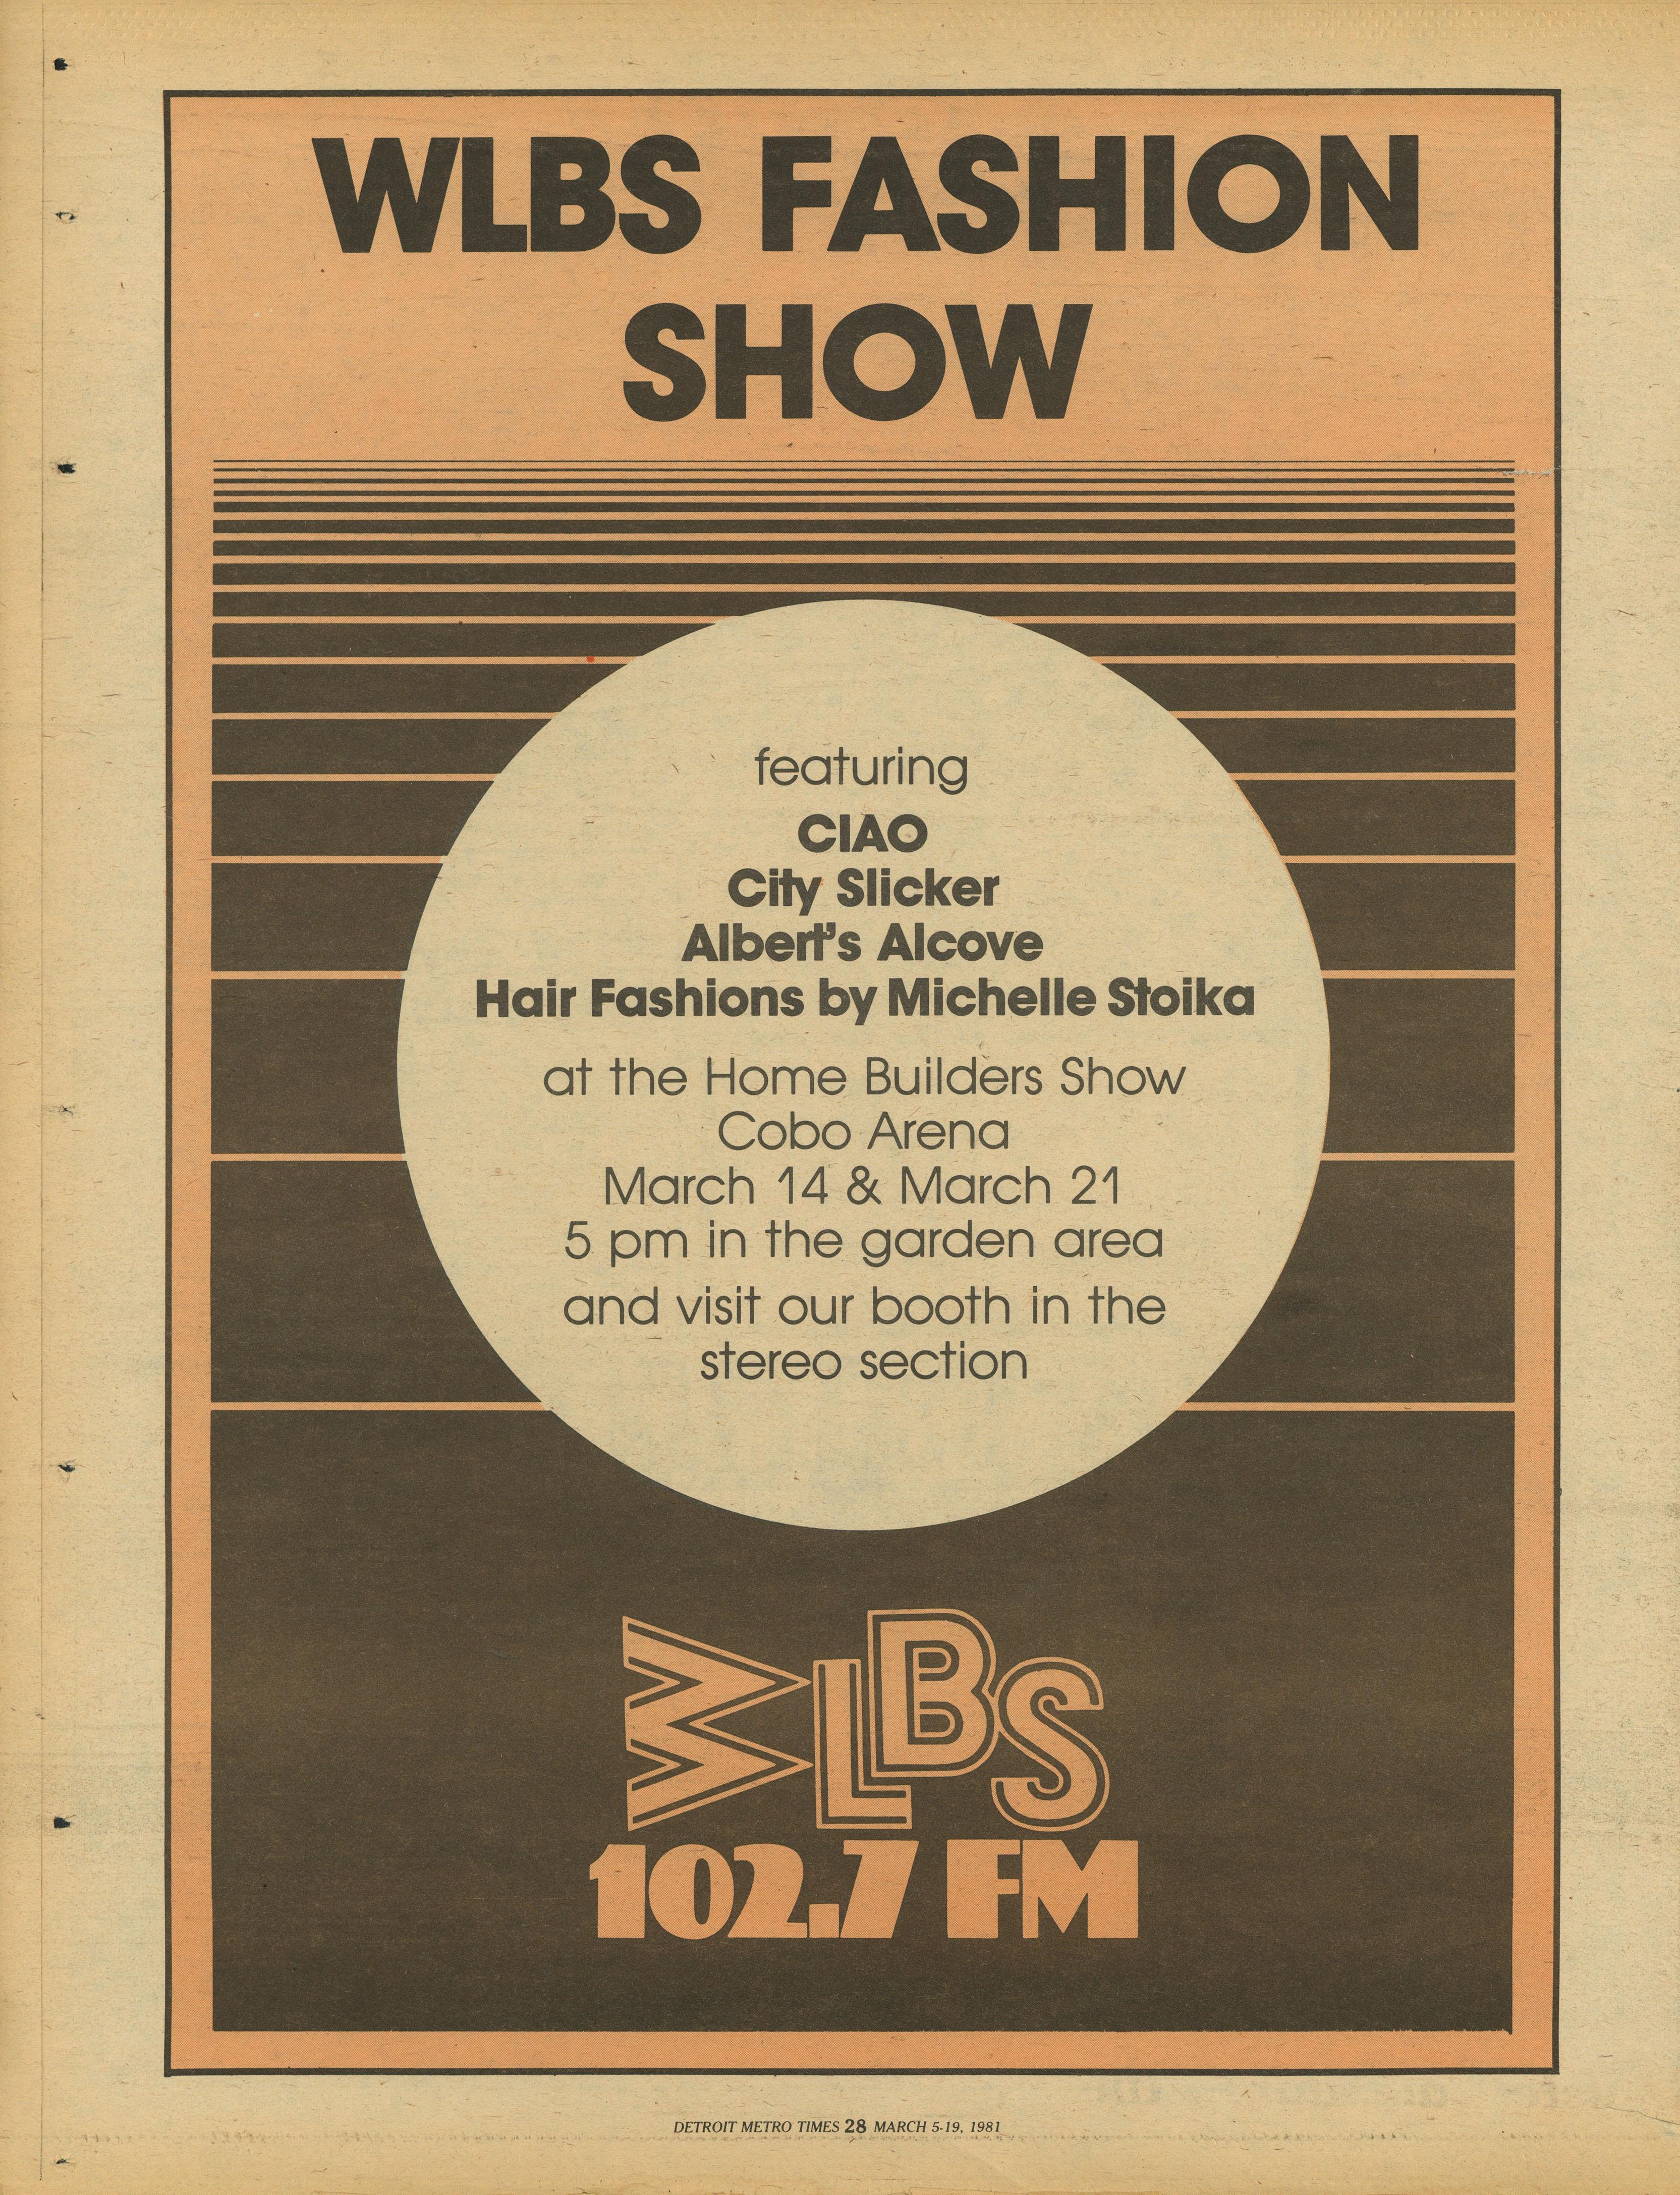 WLBS FASHION
SHOW
featuring
CIAO
City Slicker
Albert's Alcove
Hair Fashions by Michelle Stoika
at the Home Builders Show
Cobo Arena
March 14 & March 21
5 pm in the garden area
and visit our booth in the
stereo section
WLBS
102.7 FM
DETROIT METRO TIMES 28 MARCH 5-19, 1981